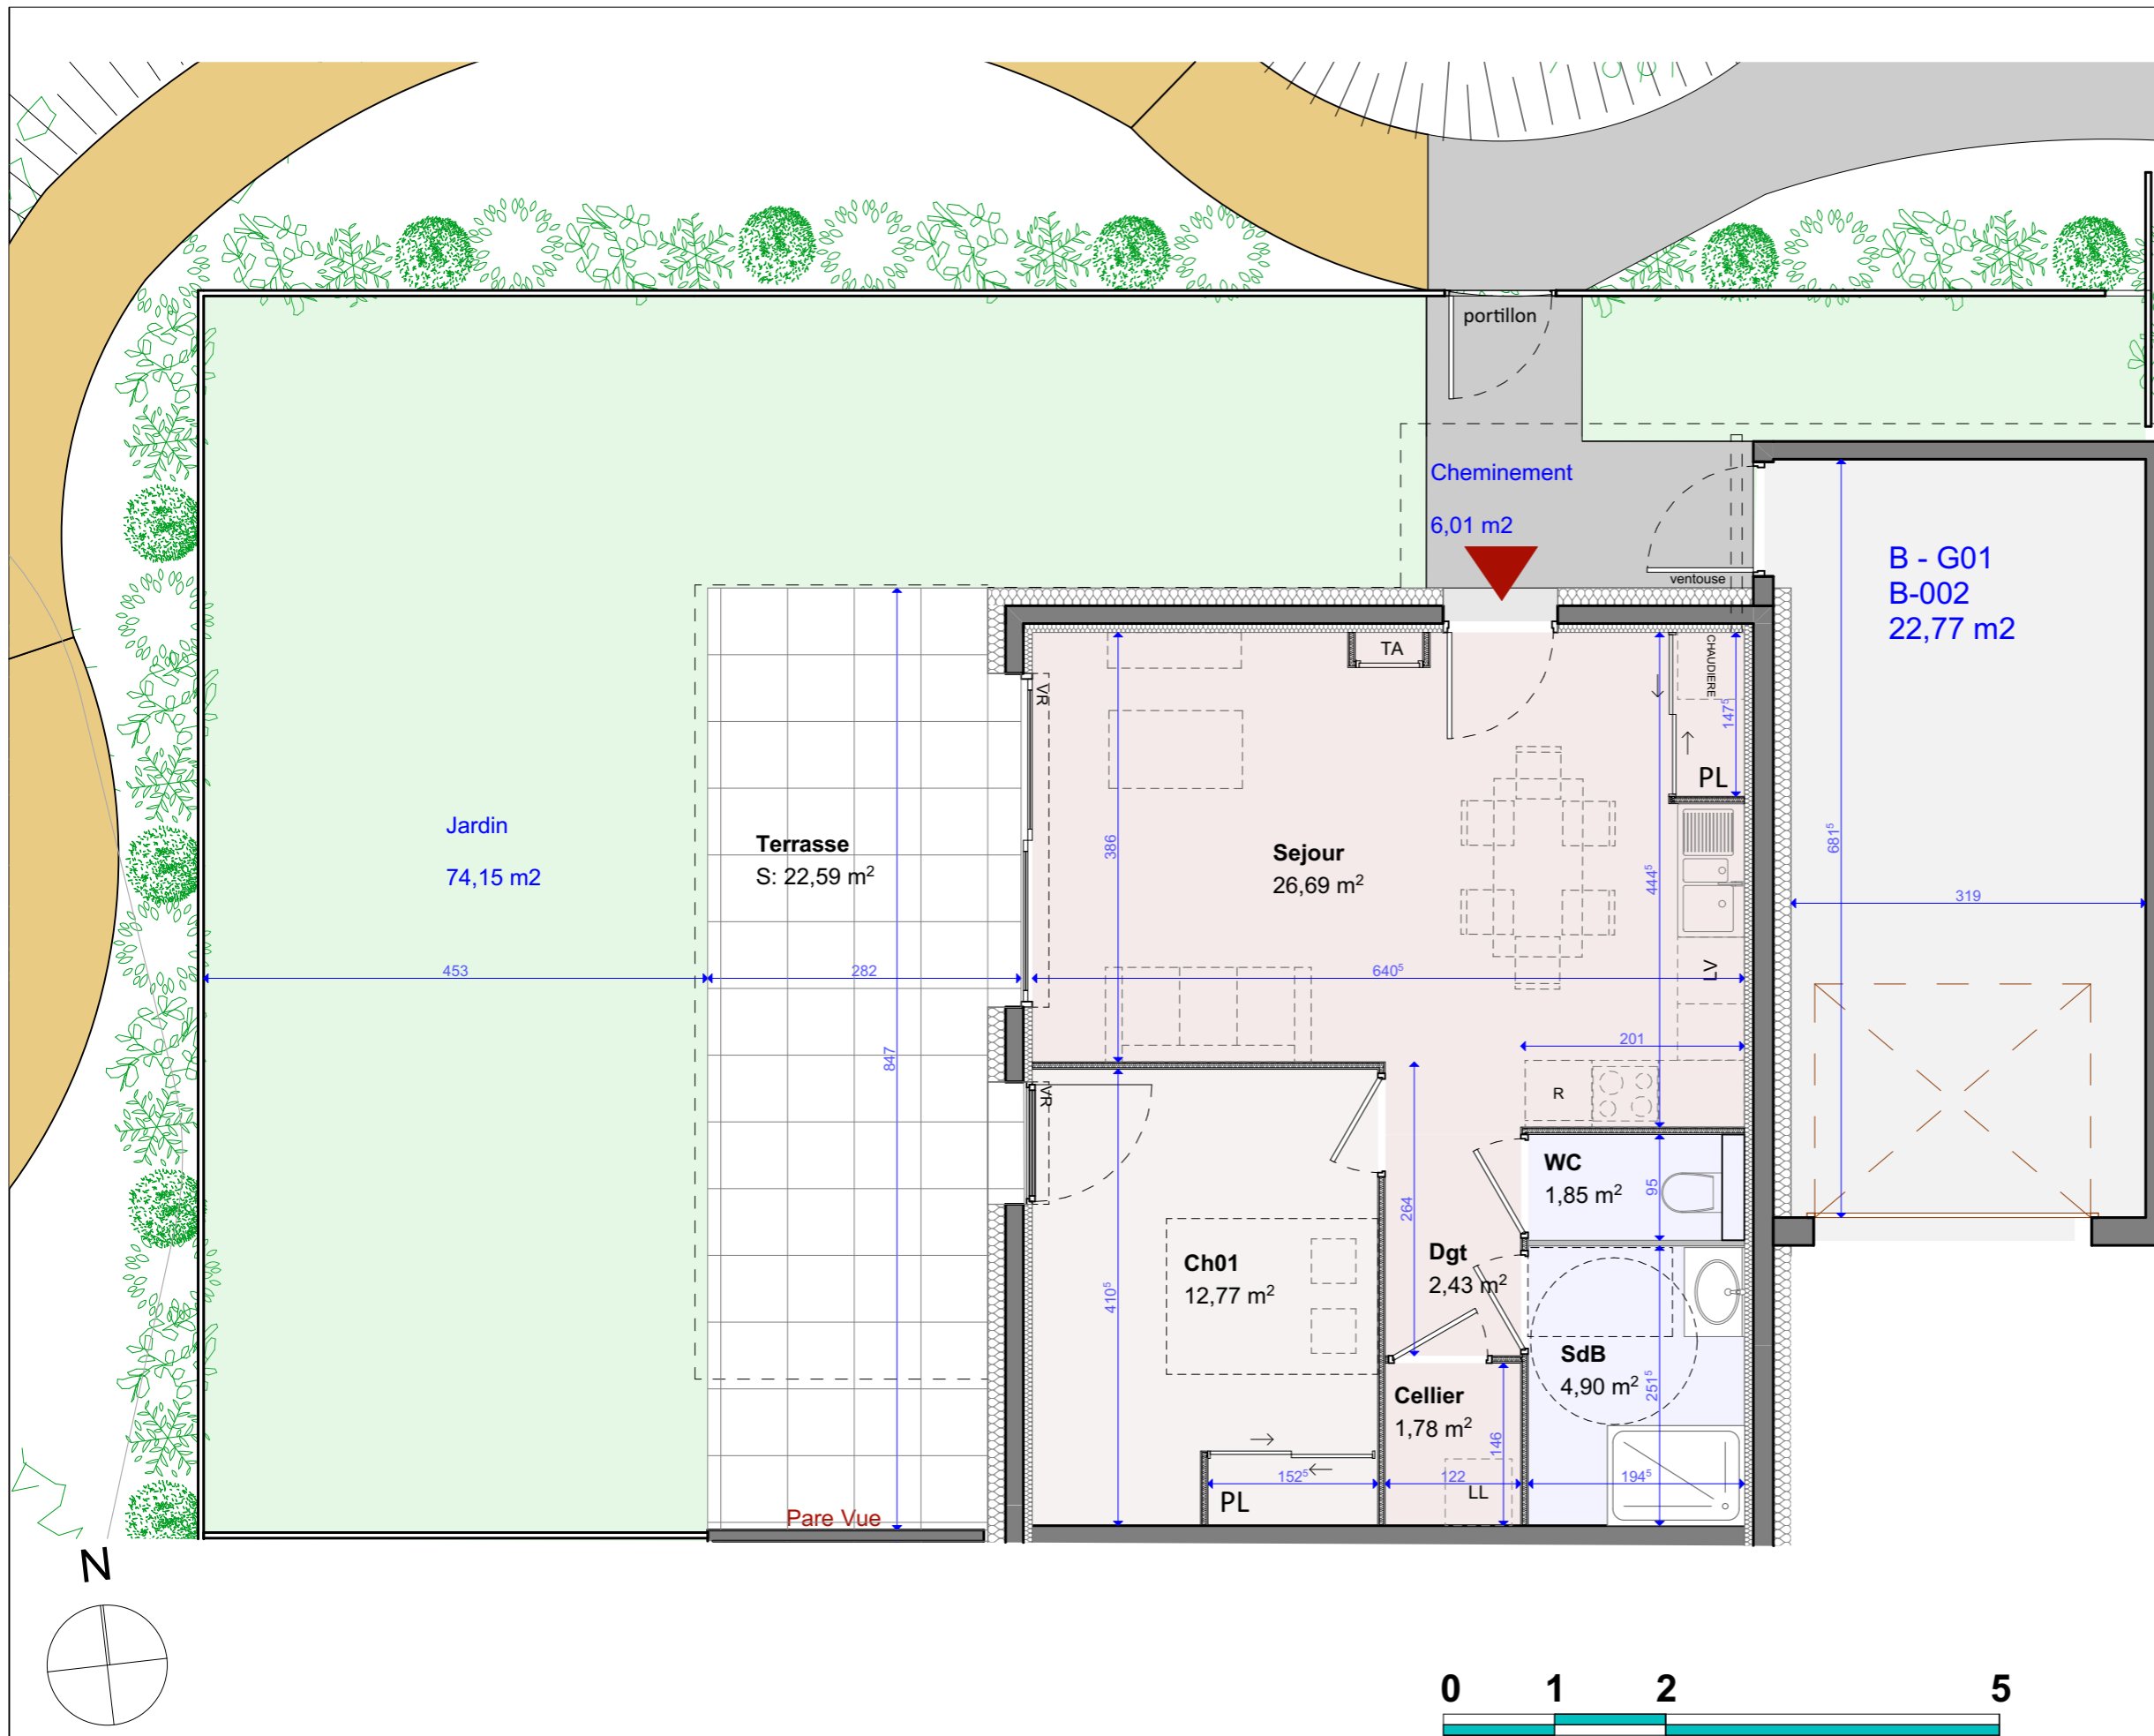 portillon
Cheminement
6,01 m2
ventouse
B - G01
B-002
22,77 m2
TA
CHAUDIERE
VR
147⁵
PL
Jardin
74,15 m2
Terrasse
S: 22,59 m²
Sejour
26,69 m²
386
444⁵
681⁵
319
453
282
640⁵
LV
847
201
VR
R
WC
1,85 m²
95
264
Dgt
2,43 m²
Ch01
12,77 m²
410⁵
SdB
4,90 m²
251⁵
Cellier
1,78 m²
146
152⁵
122
194⁵
PL
LL
Pare Vue
N
0 1 2 5